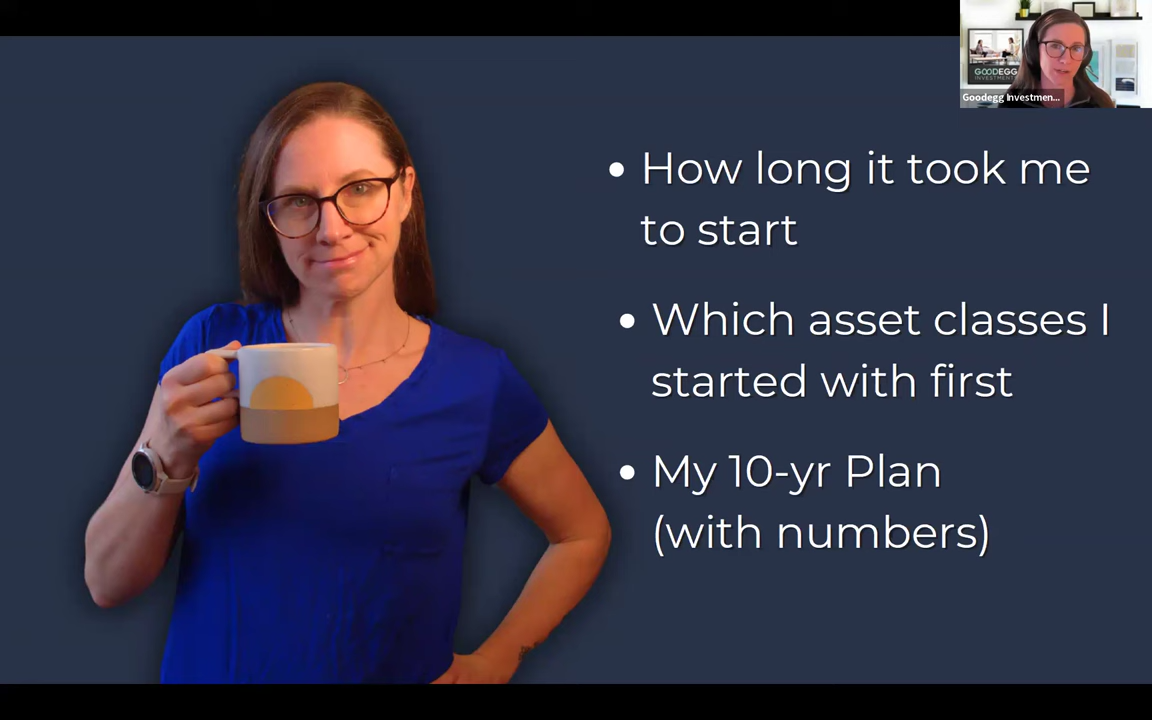 GOODEGG
INVESTMENTS
Goodegg Investmen...
• How long it took me
to start
• Which asset classes I
started with first
• My 10-yr Plan
(with numbers)